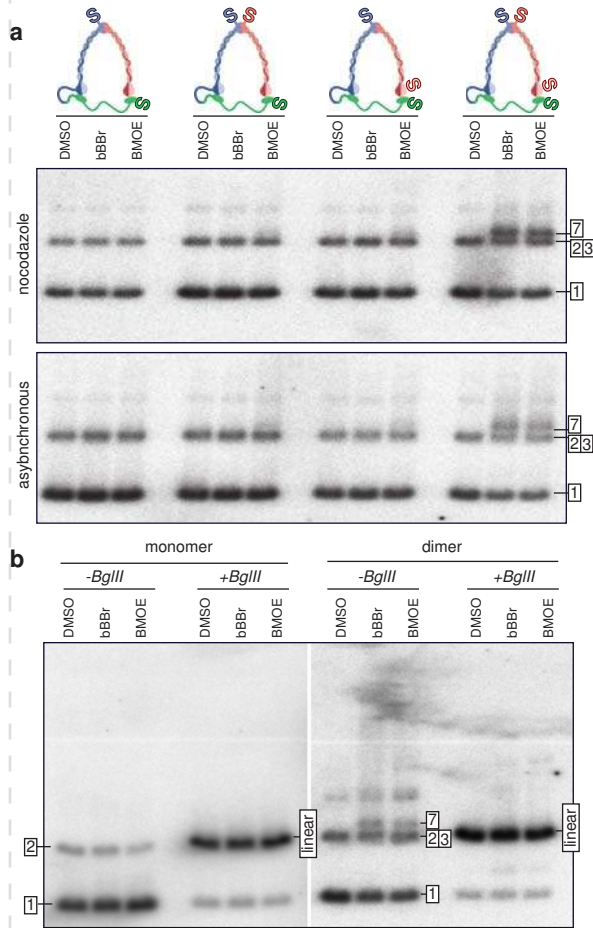 a
S S S S S S
S S S S S S
DMSO bBBr BMOE DMSO bBBr BMOE DMSO bBBr BMOE DMSO bBBr BMOE
nocodazole
7
2 3
1
asybnchronous
7
2 3
1
b
monomer dimer
-BglII +BglII -BglII +BglII
DMSO bBBr BMOE DMSO bBBr BMOE DMSO bBBr BMOE DMSO bBBr BMOE
2
1
linear
7
2 3
1
linear